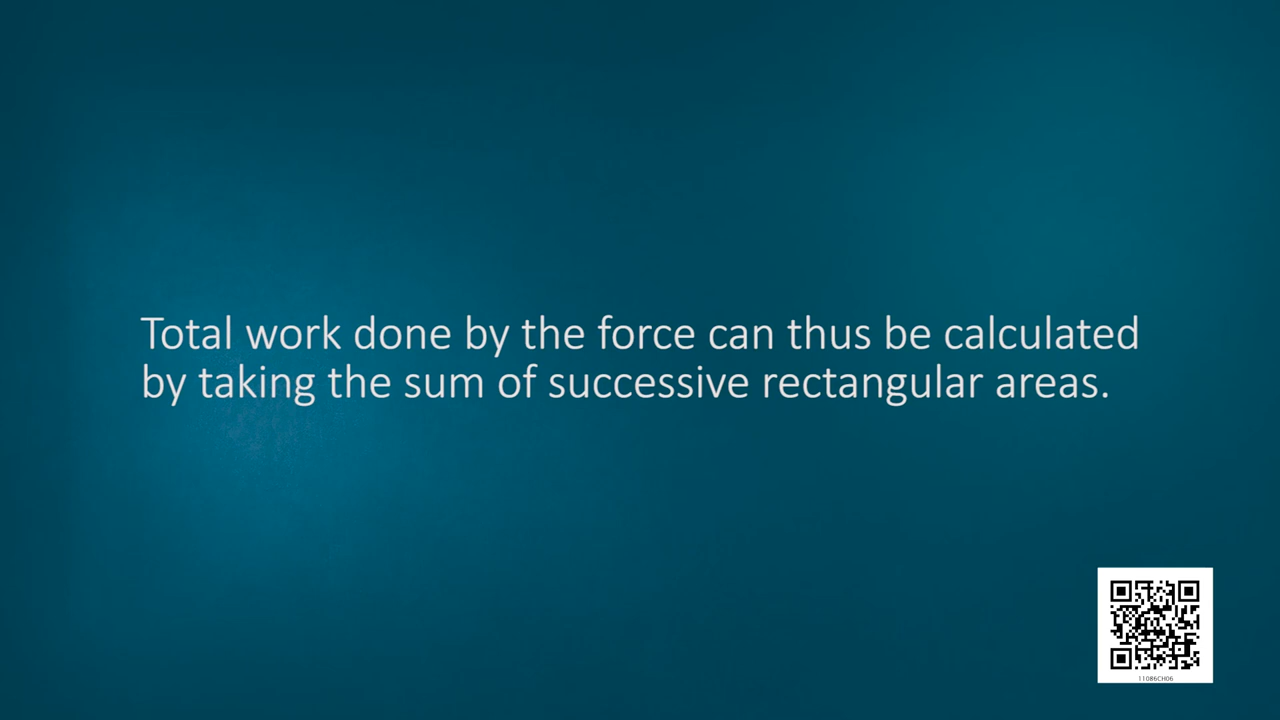 Total work done by the force can thus be calculated
by taking the sum of successive rectangular areas.
11086CH06